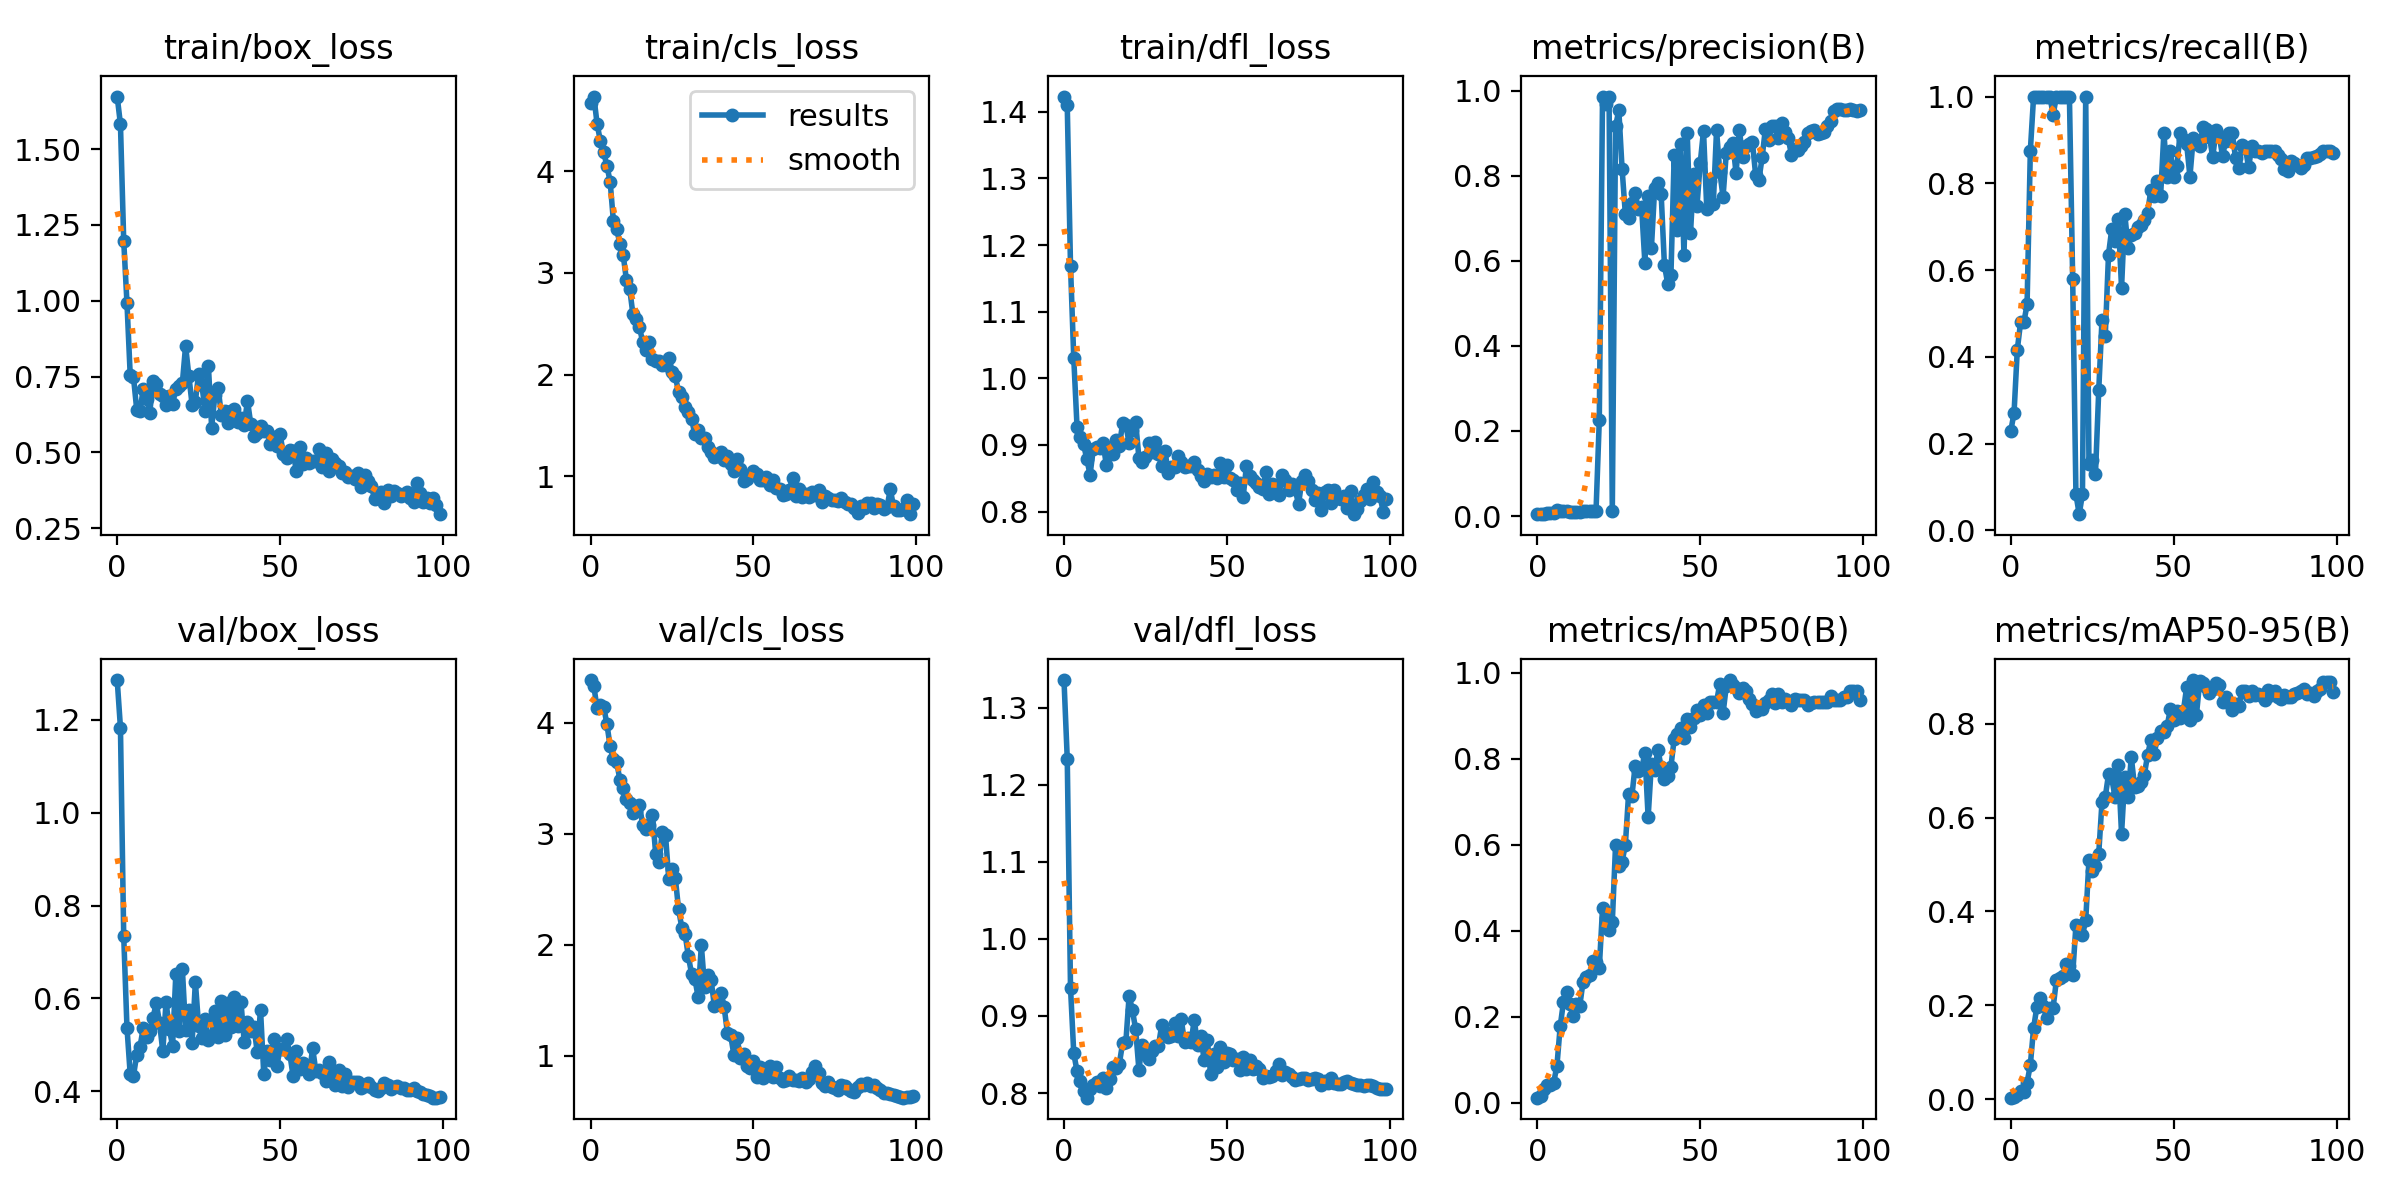 train/box_loss
1.50
1.25
1.00
0.75
0.50
0.25
0 50 100
train/cls_loss
results
smooth
4
3
2
1
0 50 100
train/dfl_loss
1.4
1.3
1.2
1.1
1.0
0.9
0.8
0 50 100
metrics/precision(B)
1.0
0.8
0.6
0.4
0.2
0.0
0 50 100
metrics/recall(B)
1.0
0.8
0.6
0.4
0.2
0.0
0 50 100
val/box_loss
1.2
1.0
0.8
0.6
0.4
0 50 100
val/cls_loss
4
3
2
1
0 50 100
val/dfl_loss
1.3
1.2
1.1
1.0
0.9
0.8
0 50 100
metrics/mAP50(B)
1.0
0.8
0.6
0.4
0.2
0.0
0 50 100
metrics/mAP50-95(B)
0.8
0.6
0.4
0.2
0.0
0 50 100